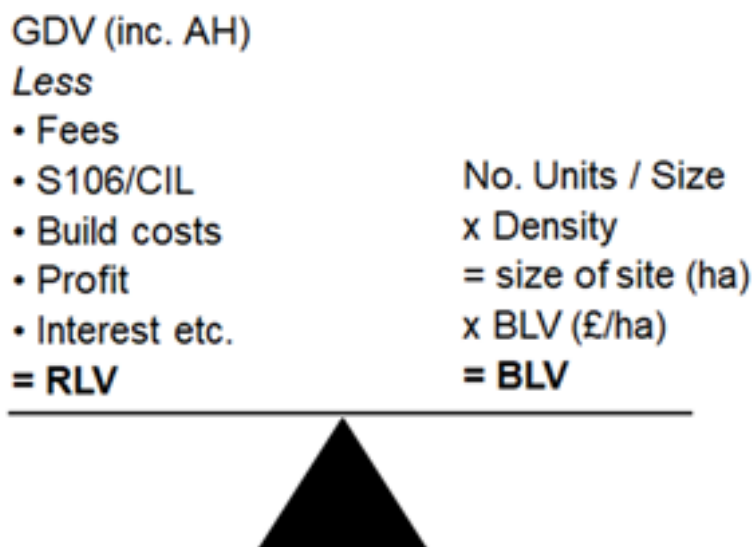 GDV (inc. AH)
Less
• Fees
• S106/CIL
• Build costs
• Profit
• Interest etc.
= RLV
No. Units / Size
x Density
= size of site (ha)
x BLV (£/ha)
= BLV